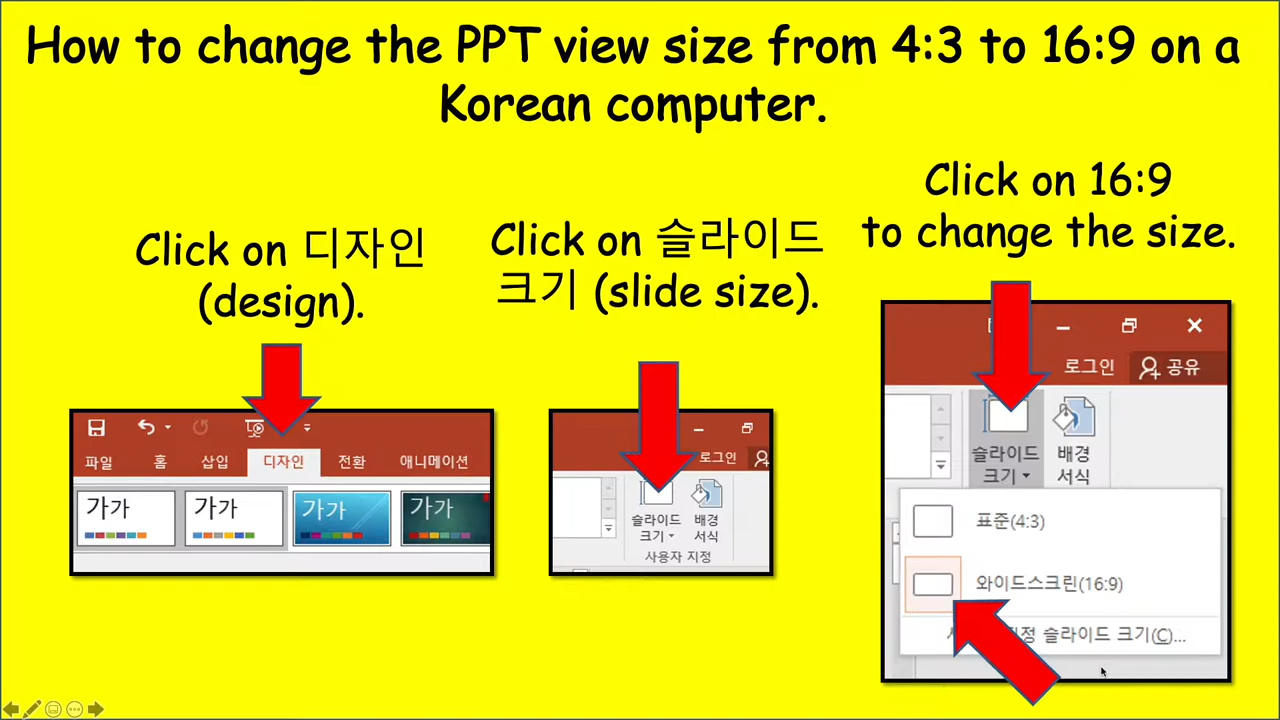 How to change the PPT view size from 4:3 to 16:9 on a
Korean computer.
Click on 디자인
(design).
Click on 슬라이드
크기 (slide size).
Click on 16:9
to change the size.
파일 홈 삽입 디자인 전환 애니메이션
가가 가가 가가 가가
로그인
슬라이드 배경
크기 서식
사용자 지정
로그인 공유
슬라이드 배경
크기 서식
표준(4:3)
와이드스크린(16:9)
슬라이드 크기(C)...